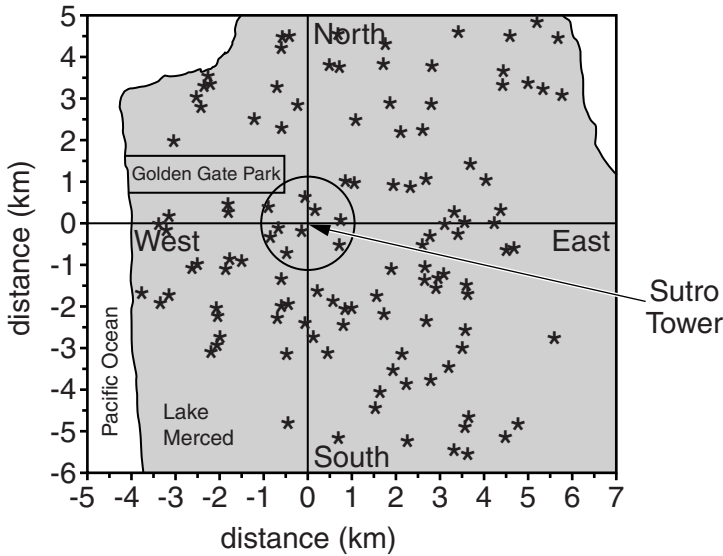 5
4
3
2
1
0
-1
-2
-3
-4
-5
-6
distance (km)
North
Golden Gate Park
West
East
Sutro
Tower
Pacific Ocean
Lake
Merced
South
-5 -4 -3 -2 -1 0 1 2 3 4 5 6 7
distance (km)